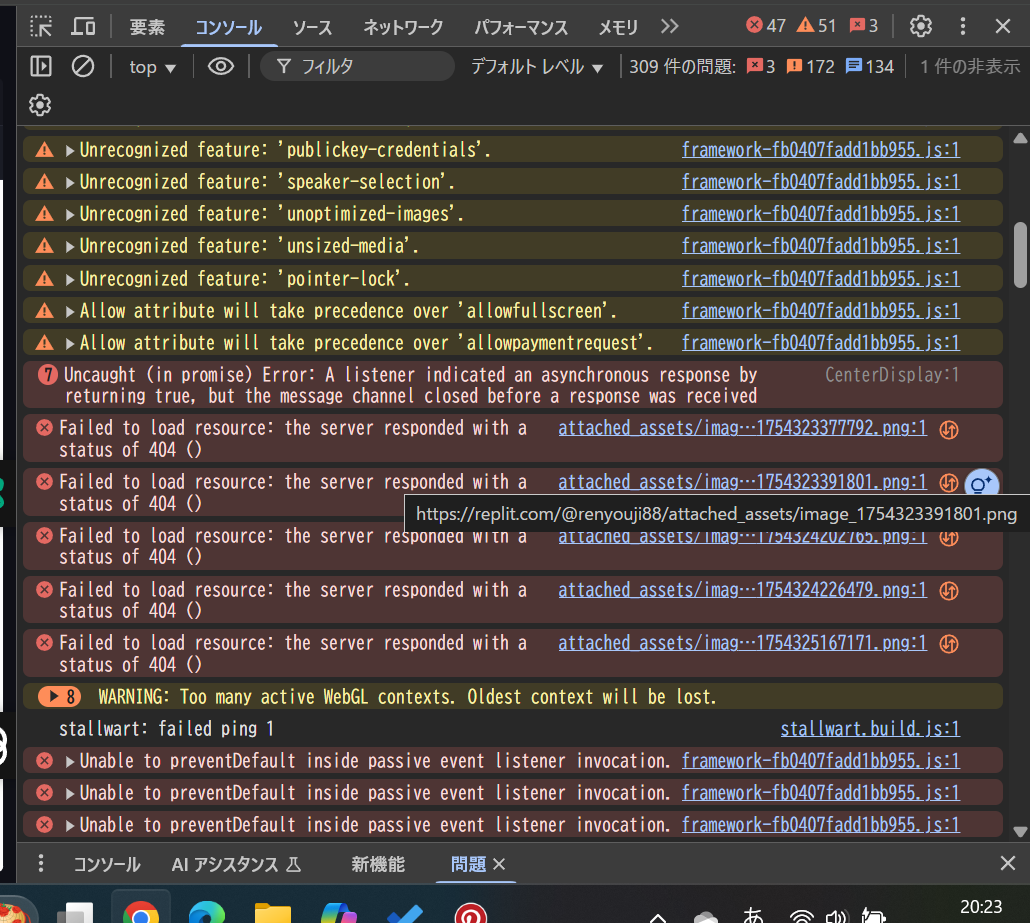 要素 コンソール ソース ネットワーク パフォーマンス メモリ 47 51 3
top フィルタ デフォルト レベル 309 件の問題: 3 172 134 1 件の非表示
Unrecognized feature: 'publickey-credentials'. framework-fb0407fadd1bb955.js:1
Unrecognized feature: 'speaker-selection'. framework-fb0407fadd1bb955.js:1
Unrecognized feature: 'unoptimized-images'. framework-fb0407fadd1bb955.js:1
Unrecognized feature: 'unsized-media'. framework-fb0407fadd1bb955.js:1
Unrecognized feature: 'pointer-lock'. framework-fb0407fadd1bb955.js:1
Allow attribute will take precedence over 'allowfullscreen'. framework-fb0407fadd1bb955.js:1
Allow attribute will take precedence over 'allowpaymentrequest'. framework-fb0407fadd1bb955.js:1
7 Uncaught (in promise) Error: A listener indicated an asynchronous response by CenterDisplay:1
returning true, but the message channel closed before a response was received
Failed to load resource: the server responded with a attached_assets/imag…1754323377792.png:1
status of 404 ()
Failed to load resource: the server responded with a attached_assets/imag…1754323391801.png:1
status of 404 ()
https://replit.com/@renyouji88/attached_assets/image_1754323391801.png
Failed to load resource: the server responded with a attached_assets/imag…1754324202765.png:1
status of 404 ()
Failed to load resource: the server responded with a attached_assets/imag…1754324226479.png:1
status of 404 ()
Failed to load resource: the server responded with a attached_assets/imag…1754325167171.png:1
status of 404 ()
8 WARNING: Too many active WebGL contexts. Oldest context will be lost.
stallwart: failed ping 1 stallwart.build.js:1
Unable to preventDefault inside passive event listener invocation. framework-fb0407fadd1bb955.js:1
Unable to preventDefault inside passive event listener invocation. framework-fb0407fadd1bb955.js:1
Unable to preventDefault inside passive event listener invocation. framework-fb0407fadd1bb955.js:1
コンソール AI アシスタンス 新機能 問題
あ 20:23